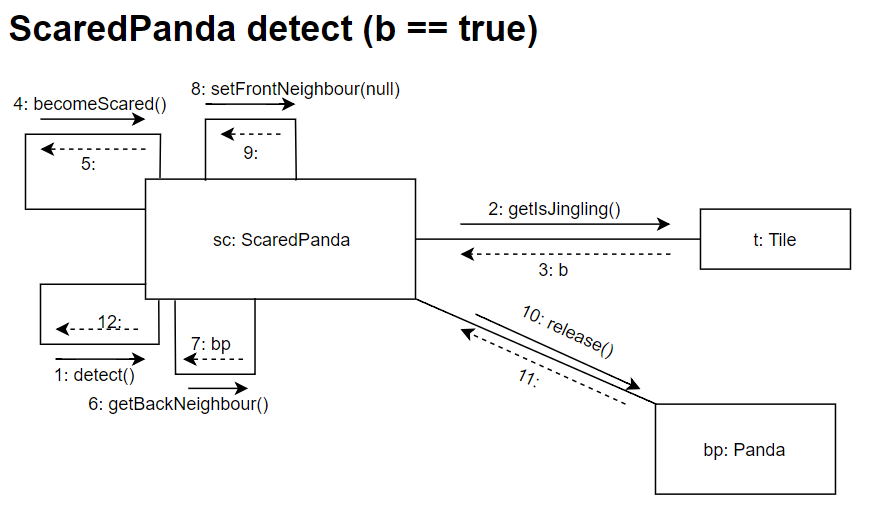 ScaredPanda detect (b == true)
8: setFrontNeighbour(null)
4: becomeScared()
9:
5:
2: getIsJingling()
sc: ScaredPanda
t: Tile
3: b
12:
10: release()
7: bp
1: detect()
11:
6: getBackNeighbour()
bp: Panda